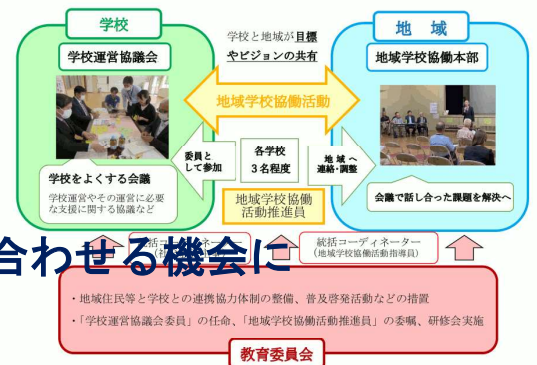 学校
学校運営協議会
学校をよくする会議
学校運営やその運営に必要
な支援に関する協議など
学校と地域が目標
やビジョンの共有
地域学校協働活動
委員と
して参加
各学校
3名程度
地域へ
連絡・調整
地域学校協働
活動推進員
地 域
地域学校協働本部
会議で話し合った課題を解決へ
合わせる機会に
統括コーディネーター
(地域学校協働活動指導員)
・地域住民等と学校との連携協力体制の整備、普及啓発活動などの措置
・「学校運営協議会委員」の任命、「地域学校協働活動推進員」の委嘱、研修会実施
教育委員会